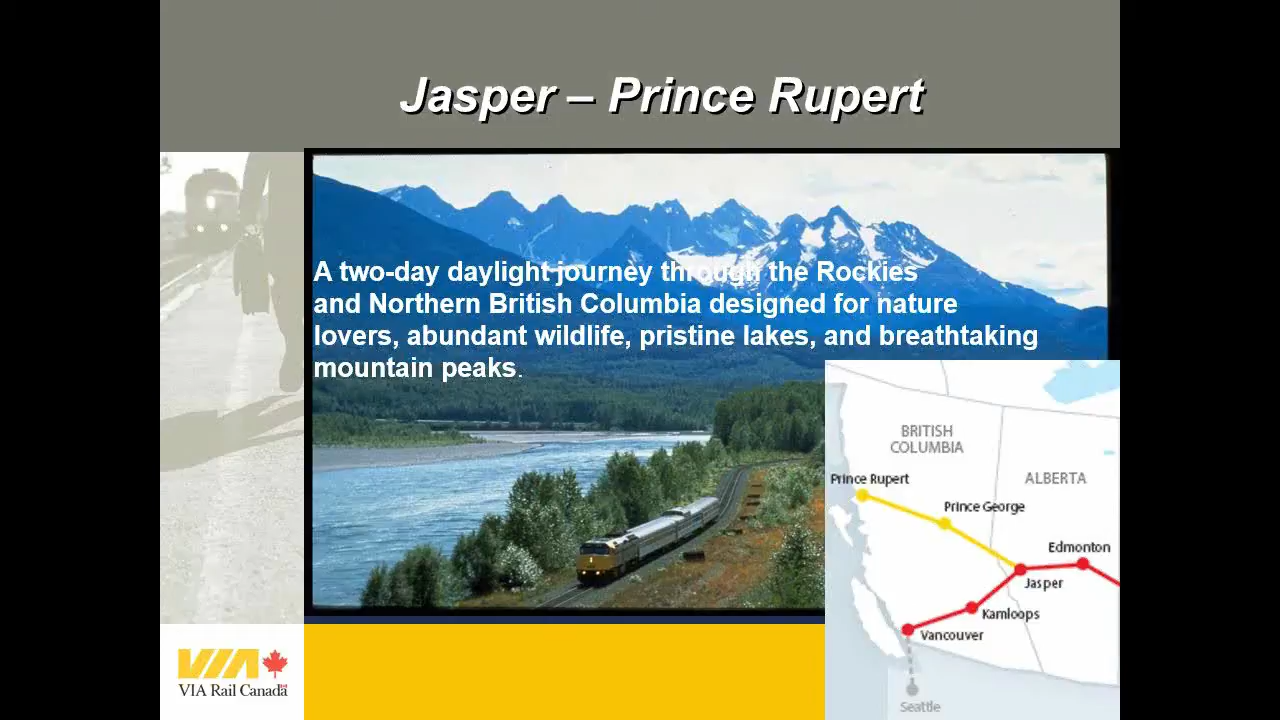 Jasper – Prince Rupert
A two-day daylight journey through the Rockies
and Northern British Columbia designed for nature
lovers, abundant wildlife, pristine lakes, and breathtaking
mountain peaks.
BRITISH
COLUMBIA
ALBERTA
Prince Rupert
Prince George
Edmonton
Jasper
Kamloops
Vancouver
Seattle
VIA
VIA Rail Canada